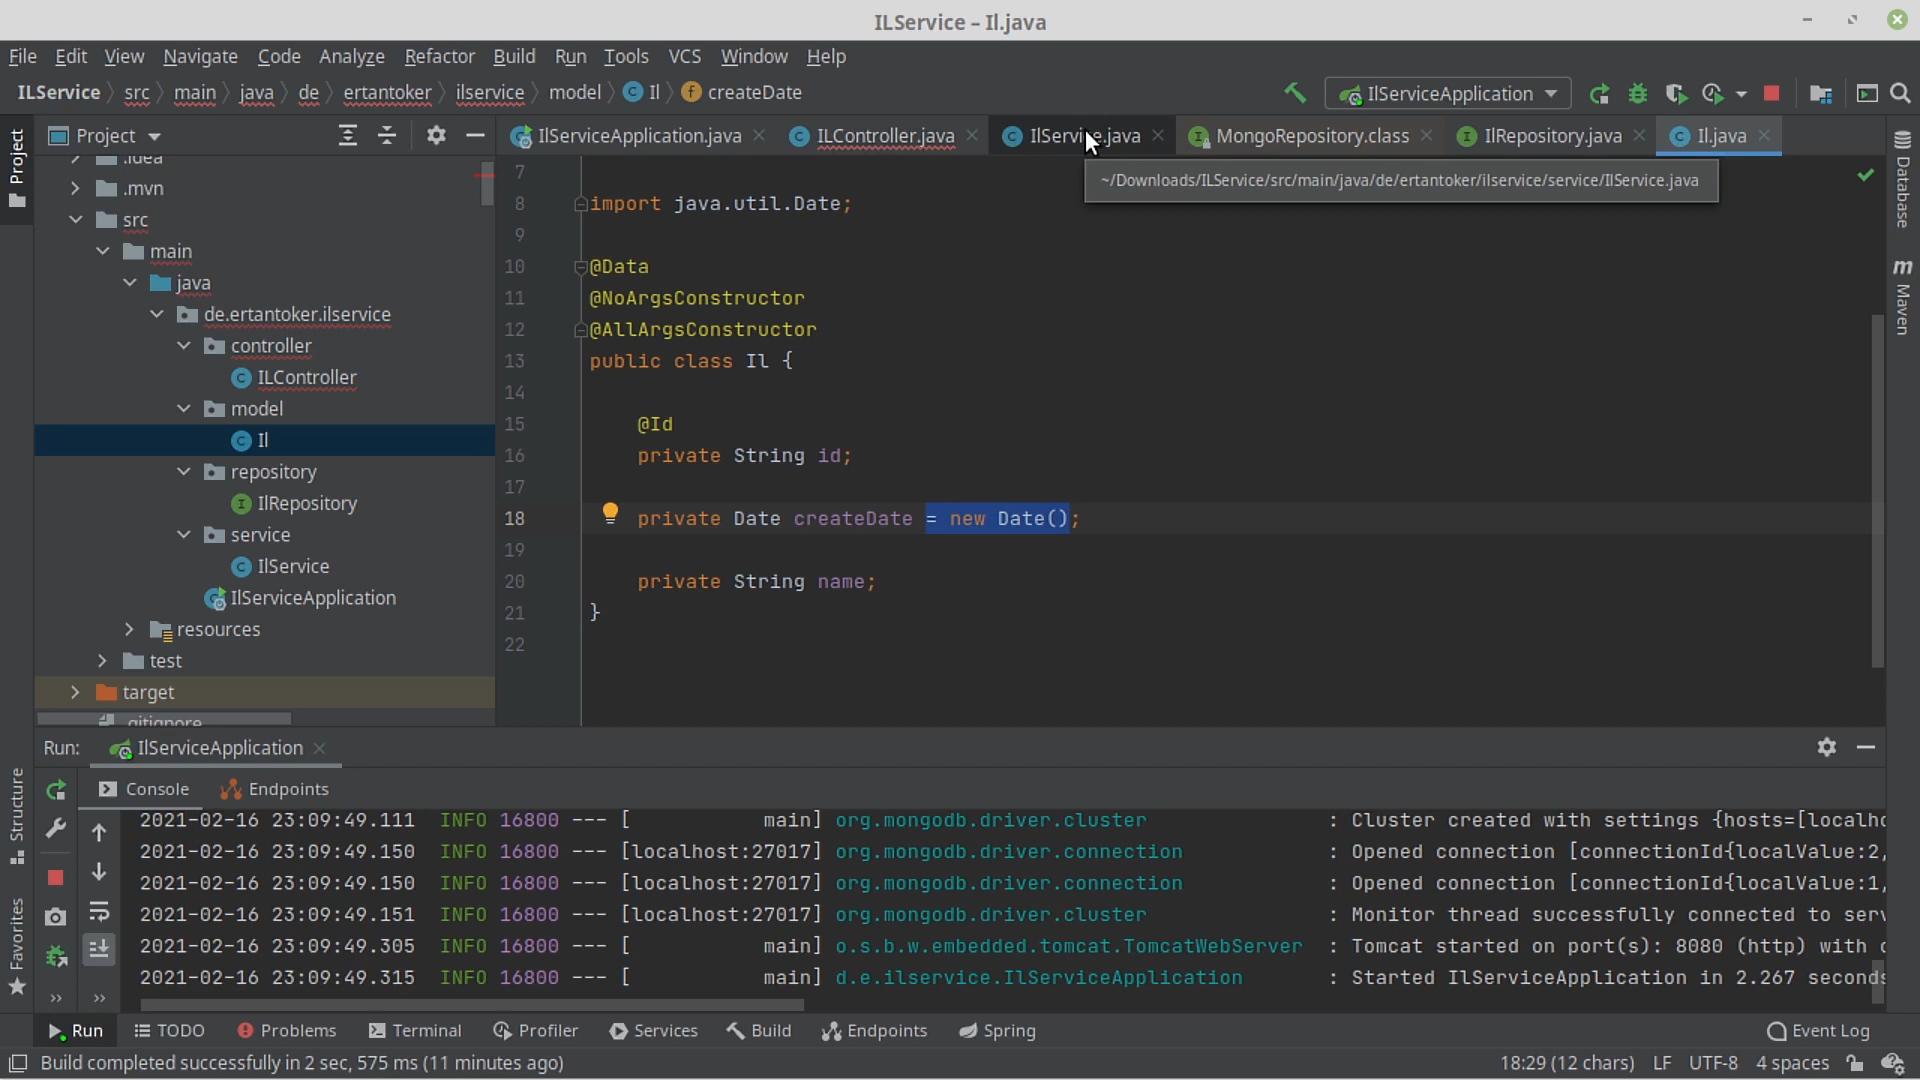 ILService – Il.java
File Edit View Navigate Code Analyze Refactor Build Run Tools VCS Window Help
ILService src main java de ertantoker ilservice model Il createDate
IlServiceApplication
Project
IlServiceApplication.java ILController.java IlService.java MongoRepository.class IlRepository.java Il.java
~/Downloads/ILService/src/main/java/de/ertantoker/ilservice/service/IlService.java
Project
Structure
Favorites
Database
Maven
.idea
.mvn
src
main
java
de.ertantoker.ilservice
controller
ILController
model
Il
repository
IlRepository
service
IlService
IlServiceApplication
resources
test
target
.gitignore
7
8 import java.util.Date;
9
10 @Data
11 @NoArgsConstructor
12 @AllArgsConstructor
13 public class Il {
14
15 @Id
16 private String id;
17
18 private Date createDate = new Date();
19
20 private String name;
21 }
22
Run: IlServiceApplication
Console Endpoints
2021-02-16 23:09:49.111 INFO 16800 --- [ main] org.mongodb.driver.cluster : Cluster created with settings {hosts=[localho
2021-02-16 23:09:49.150 INFO 16800 --- [localhost:27017] org.mongodb.driver.connection : Opened connection [connectionId{localValue:2,
2021-02-16 23:09:49.150 INFO 16800 --- [localhost:27017] org.mongodb.driver.connection : Opened connection [connectionId{localValue:1,
2021-02-16 23:09:49.151 INFO 16800 --- [localhost:27017] org.mongodb.driver.cluster : Monitor thread successfully connected to serv
2021-02-16 23:09:49.305 INFO 16800 --- [ main] o.s.b.w.embedded.tomcat.TomcatWebServer : Tomcat started on port(s): 8080 (http) with c
2021-02-16 23:09:49.315 INFO 16800 --- [ main] d.e.ilservice.IlServiceApplication : Started IlServiceApplication in 2.267 seconds
Run TODO Problems Terminal Profiler Services Build Endpoints Spring Event Log
Build completed successfully in 2 sec, 575 ms (11 minutes ago) 18:29 (12 chars) LF UTF-8 4 spaces